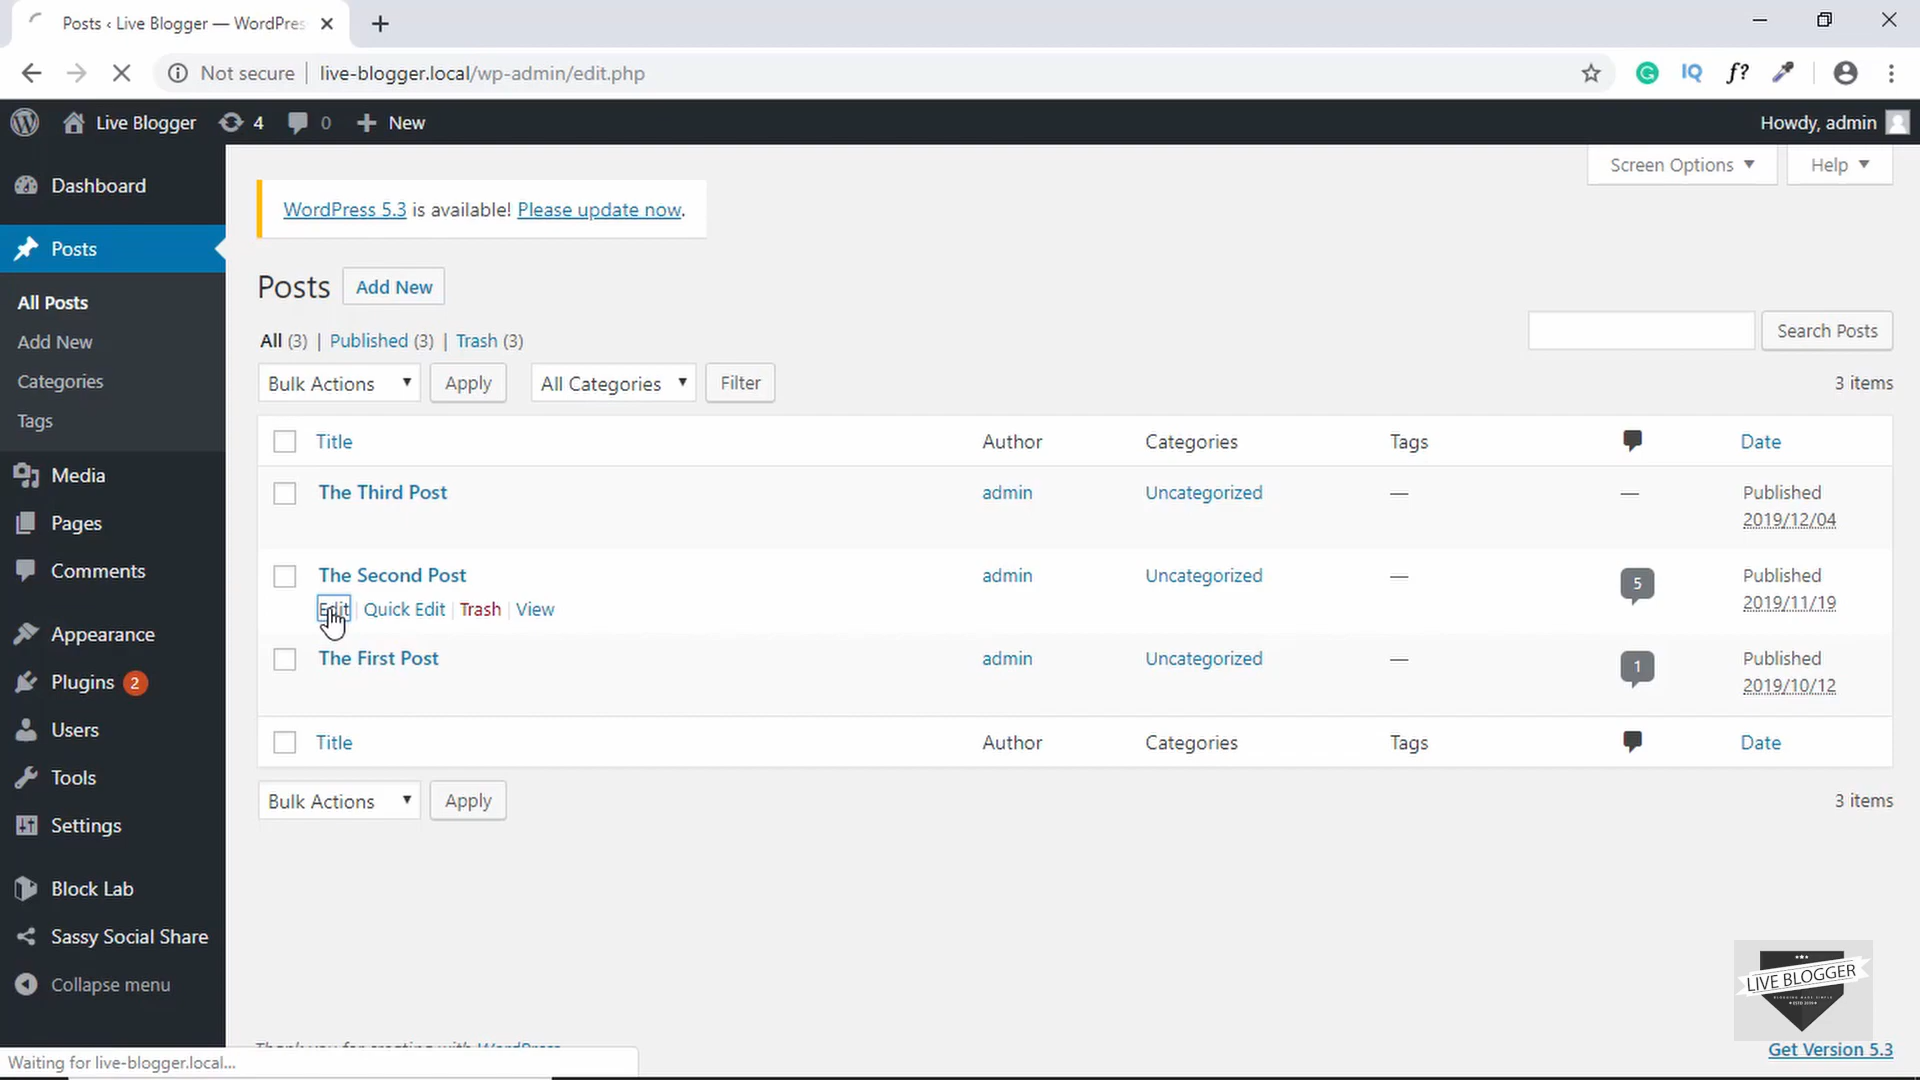 Posts ‹ Live Blogger — WordPres
Not secure live-blogger.local/wp-admin/edit.php
IQ f?
Live Blogger 4 0 New Howdy, admin
Screen Options Help
Dashboard
WordPress 5.3 is available! Please update now.
Posts
Posts Add New
All Posts
Add New
Categories
Tags
Media
Pages
Comments
Appearance
Plugins 2
Users
Tools
Settings
Block Lab
Sassy Social Share
Collapse menu
All (3) | Published (3) | Trash (3)
Search Posts
Bulk Actions Apply All Categories Filter 3 items
Title Author Categories Tags Date
The Third Post admin Uncategorized — — Published
2019/12/04
The Second Post admin Uncategorized — 5 Published
2019/11/19
Edit | Quick Edit | Trash | View
The First Post admin Uncategorized — 1 Published
2019/10/12
Title Author Categories Tags Date
Bulk Actions Apply 3 items
LIVE BLOGGER
Get Version 5.3
Waiting for live-blogger.local...